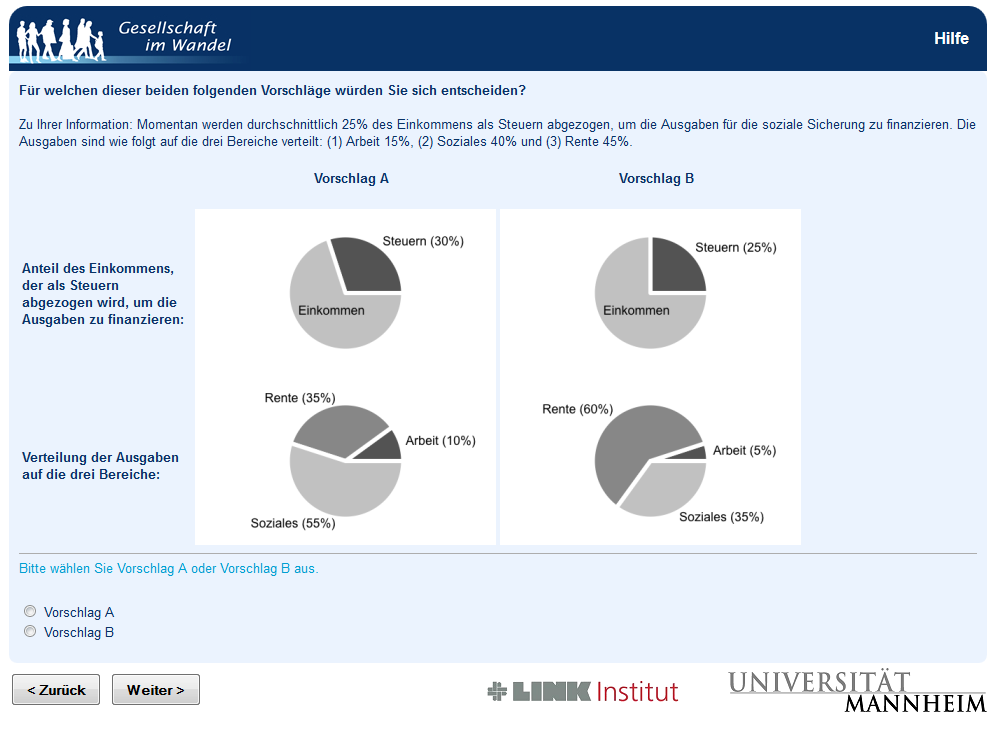 Gesellschaft
im Wandel
Hilfe
Für welchen dieser beiden folgenden Vorschläge würden Sie sich entscheiden?
Zu Ihrer Information: Momentan werden durchschnittlich 25% des Einkommens als Steuern abgezogen, um die Ausgaben für die soziale Sicherung zu finanzieren. Die
Ausgaben sind wie folgt auf die drei Bereiche verteilt: (1) Arbeit 15%, (2) Soziales 40% und (3) Rente 45%.
Vorschlag A
Vorschlag B
Anteil des Einkommens,
der als Steuern
abgezogen wird, um die
Ausgaben zu finanzieren:
Steuern (30%)
Einkommen
Steuern (25%)
Einkommen
Verteilung der Ausgaben
auf die drei Bereiche:
Rente (35%)
Arbeit (10%)
Soziales (55%)
Rente (60%)
Arbeit (5%)
Soziales (35%)
Bitte wählen Sie Vorschlag A oder Vorschlag B aus.
Vorschlag A
Vorschlag B
< Zurück
Weiter >
LINK Institut
UNIVERSITÄT
MANNHEIM